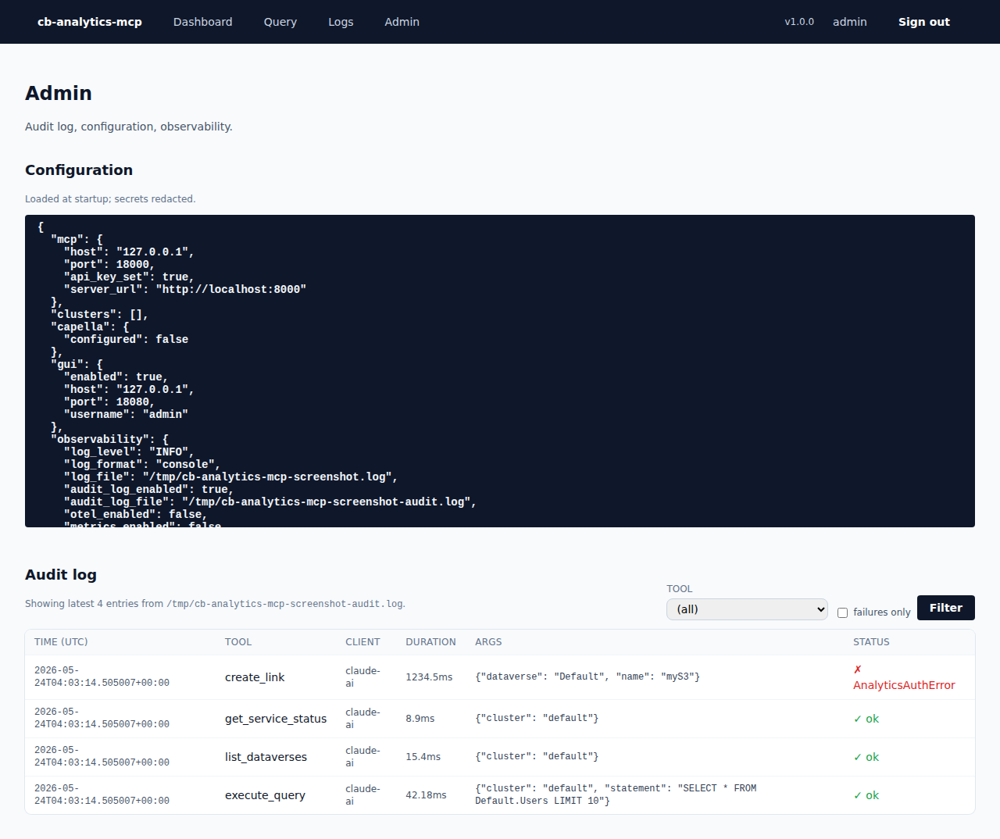 cb-analytics-mcp Dashboard Query Logs Admin v1.0.0 admin Sign out
Admin
Audit log, configuration, observability.
Configuration
Loaded at startup; secrets redacted.
{
  "mcp": {
    "host": "127.0.0.1",
    "port": 18000,
    "api_key_set": true,
    "server_url": "http://localhost:8000"
  },
  "clusters": [],
  "capella": {
    "configured": false
  },
  "gui": {
    "enabled": true,
    "host": "127.0.0.1",
    "port": 18080,
    "username": "admin"
  },
  "observability": {
    "log_level": "INFO",
    "log_format": "console",
    "log_file": "/tmp/cb-analytics-mcp-screenshot.log",
    "audit_log_enabled": true,
    "audit_log_file": "/tmp/cb-analytics-mcp-screenshot-audit.log",
    "otel_enabled": false,
    "metrics_enabled": false
Audit log
Showing latest 4 entries from /tmp/cb-analytics-mcp-screenshot-audit.log.
TOOL
(all)
failures only
Filter
TIME (UTC) TOOL CLIENT DURATION ARGS STATUS
2026-05-
24T04:03:14.505007+00:00
create_link
claude-
ai
1234.5ms
{"dataverse": "Default", "name": "myS3"}
✗
AnalyticsAuthError
2026-05-
24T04:03:14.505007+00:00
get_service_status
claude-
ai
8.9ms
{"cluster": "default"}
✓ ok
2026-05-
24T04:03:14.505007+00:00
list_dataverses
claude-
ai
15.4ms
{"cluster": "default"}
✓ ok
2026-05-
24T04:03:14.505007+00:00
execute_query
claude-
ai
42.18ms
{"cluster": "default", "statement": "SELECT * FROM
Default.Users LIMIT 10"}
✓ ok